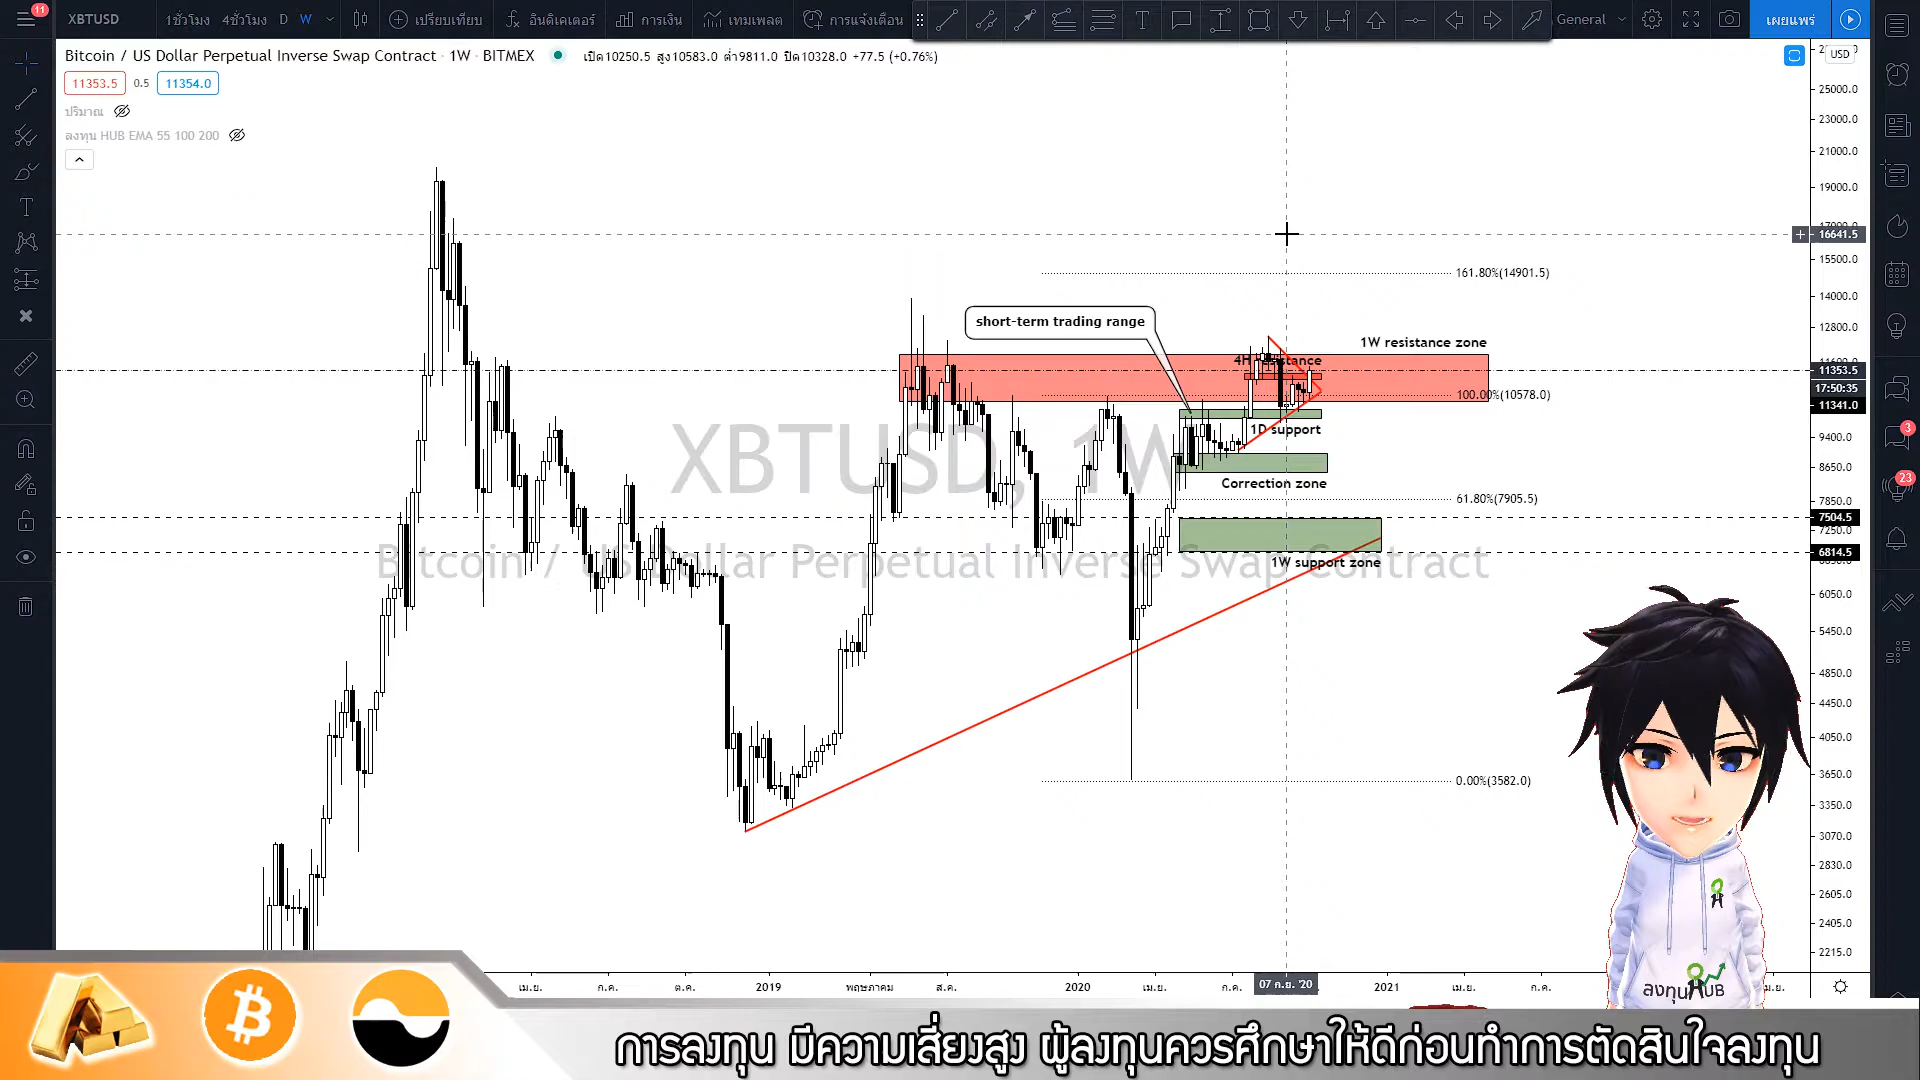 11
XBTUSD
1ชั่วโมง 4ชั่วโมง D W
เปรียบเทียบ
อินดิเคเตอร์
การเงิน
เทมเพลต
การแจ้งเตือน
General
เผยแพร่
Bitcoin / US Dollar Perpetual Inverse Swap Contract · 1W · BITMEX
เปิด10250.5 สูง10583.0 ต่ำ9811.0 ปิด10328.0 +77.5 (+0.76%)
USD
11353.5 0.5 11354.0
ปริมาณ
ลงทุน HUB EMA 55 100 200
25000.0
23000.0
21000.0
19000.0
16641.5
15500.0
161.80%(14901.5)
14000.0
short-term trading range
12800.0
1W resistance zone
4H resistance
11353.5
17:50:35
100.00%(10578.0)
11341.0
1D support
9400.0
XBTUSD, 1W
8650.0
Correction zone
61.80%(7905.5)
7850.0
7504.5
7250.0
6814.5
Bitcoin / US Dollar Perpetual Inverse Swap Contract
1W support zone
6050.0
5450.0
4850.0
4450.0
4050.0
3650.0
0.00%(3582.0)
3350.0
3070.0
2830.0
2605.0
2405.0
2215.0
3
23
เม.ย. ก.ค. ต.ค. 2019 พฤษภาคม ส.ค. 2020 เม.ย. ก.ค. 07 ก.ย. '20 2021 เม.ย. ก.ค.
ลงทุนHUB
การลงทุน มีความเสี่ยงสูง ผู้ลงทุนควรศึกษาให้ดีก่อนทำการตัดสินใจลงทุน